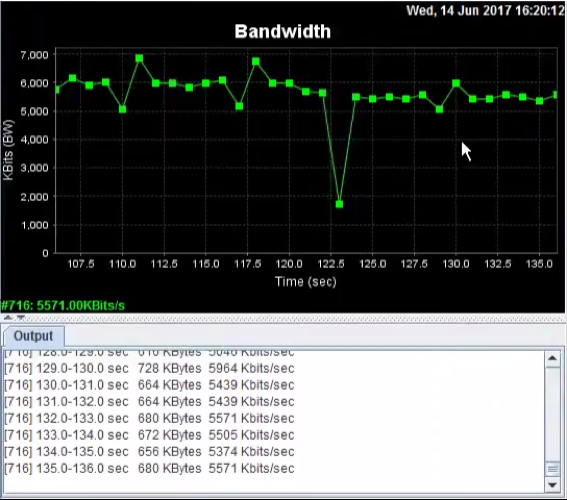 Wed, 14 Jun 2017 16:20:12
Bandwidth
7,000
6,000
5,000
4,000
3,000
2,000
1,000
0
KBits (BW)
107.5 110.0 112.5 115.0 117.5 120.0 122.5 125.0 127.5 130.0 132.5 135.0
Time (sec)
#716: 5571.00KBits/s
Output
[716] 128.0-129.0 sec 616 KBytes 5046 Kbits/sec
[716] 129.0-130.0 sec 728 KBytes 5964 Kbits/sec
[716] 130.0-131.0 sec 664 KBytes 5439 Kbits/sec
[716] 131.0-132.0 sec 664 KBytes 5439 Kbits/sec
[716] 132.0-133.0 sec 680 KBytes 5571 Kbits/sec
[716] 133.0-134.0 sec 672 KBytes 5505 Kbits/sec
[716] 134.0-135.0 sec 656 KBytes 5374 Kbits/sec
[716] 135.0-136.0 sec 680 KBytes 5571 Kbits/sec